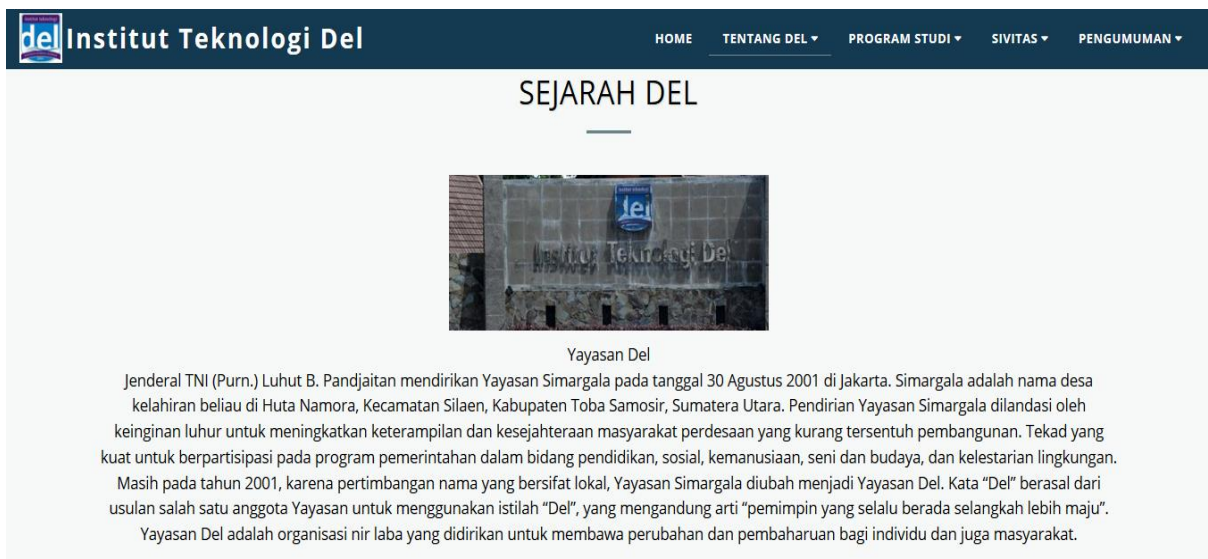 del Institut Teknologi Del
HOME TENTANG DEL PROGRAM STUDI SIVITAS PENGUMUMAN
SEJARAH DEL
del
Institut Teknologi Del
Yayasan Del
Jenderal TNI (Purn.) Luhut B. Pandjaitan mendirikan Yayasan Simargala pada tanggal 30 Agustus 2001 di Jakarta. Simargala adalah nama desa
kelahiran beliau di Huta Namora, Kecamatan Silaen, Kabupaten Toba Samosir, Sumatera Utara. Pendirian Yayasan Simargala dilandasi oleh
keinginan luhur untuk meningkatkan keterampilan dan kesejahteraan masyarakat perdesaan yang kurang tersentuh pembangunan. Tekad yang
kuat untuk berpartisipasi pada program pemerintahan dalam bidang pendidikan, sosial, kemanusiaan, seni dan budaya, dan kelestarian lingkungan.
Masih pada tahun 2001, karena pertimbangan nama yang bersifat lokal, Yayasan Simargala diubah menjadi Yayasan Del. Kata “Del” berasal dari
usulan salah satu anggota Yayasan untuk menggunakan istilah “Del”, yang mengandung arti “pemimpin yang selalu berada selangkah lebih maju”.
Yayasan Del adalah organisasi nir laba yang didirikan untuk membawa perubahan dan pembaharuan bagi individu dan juga masyarakat.